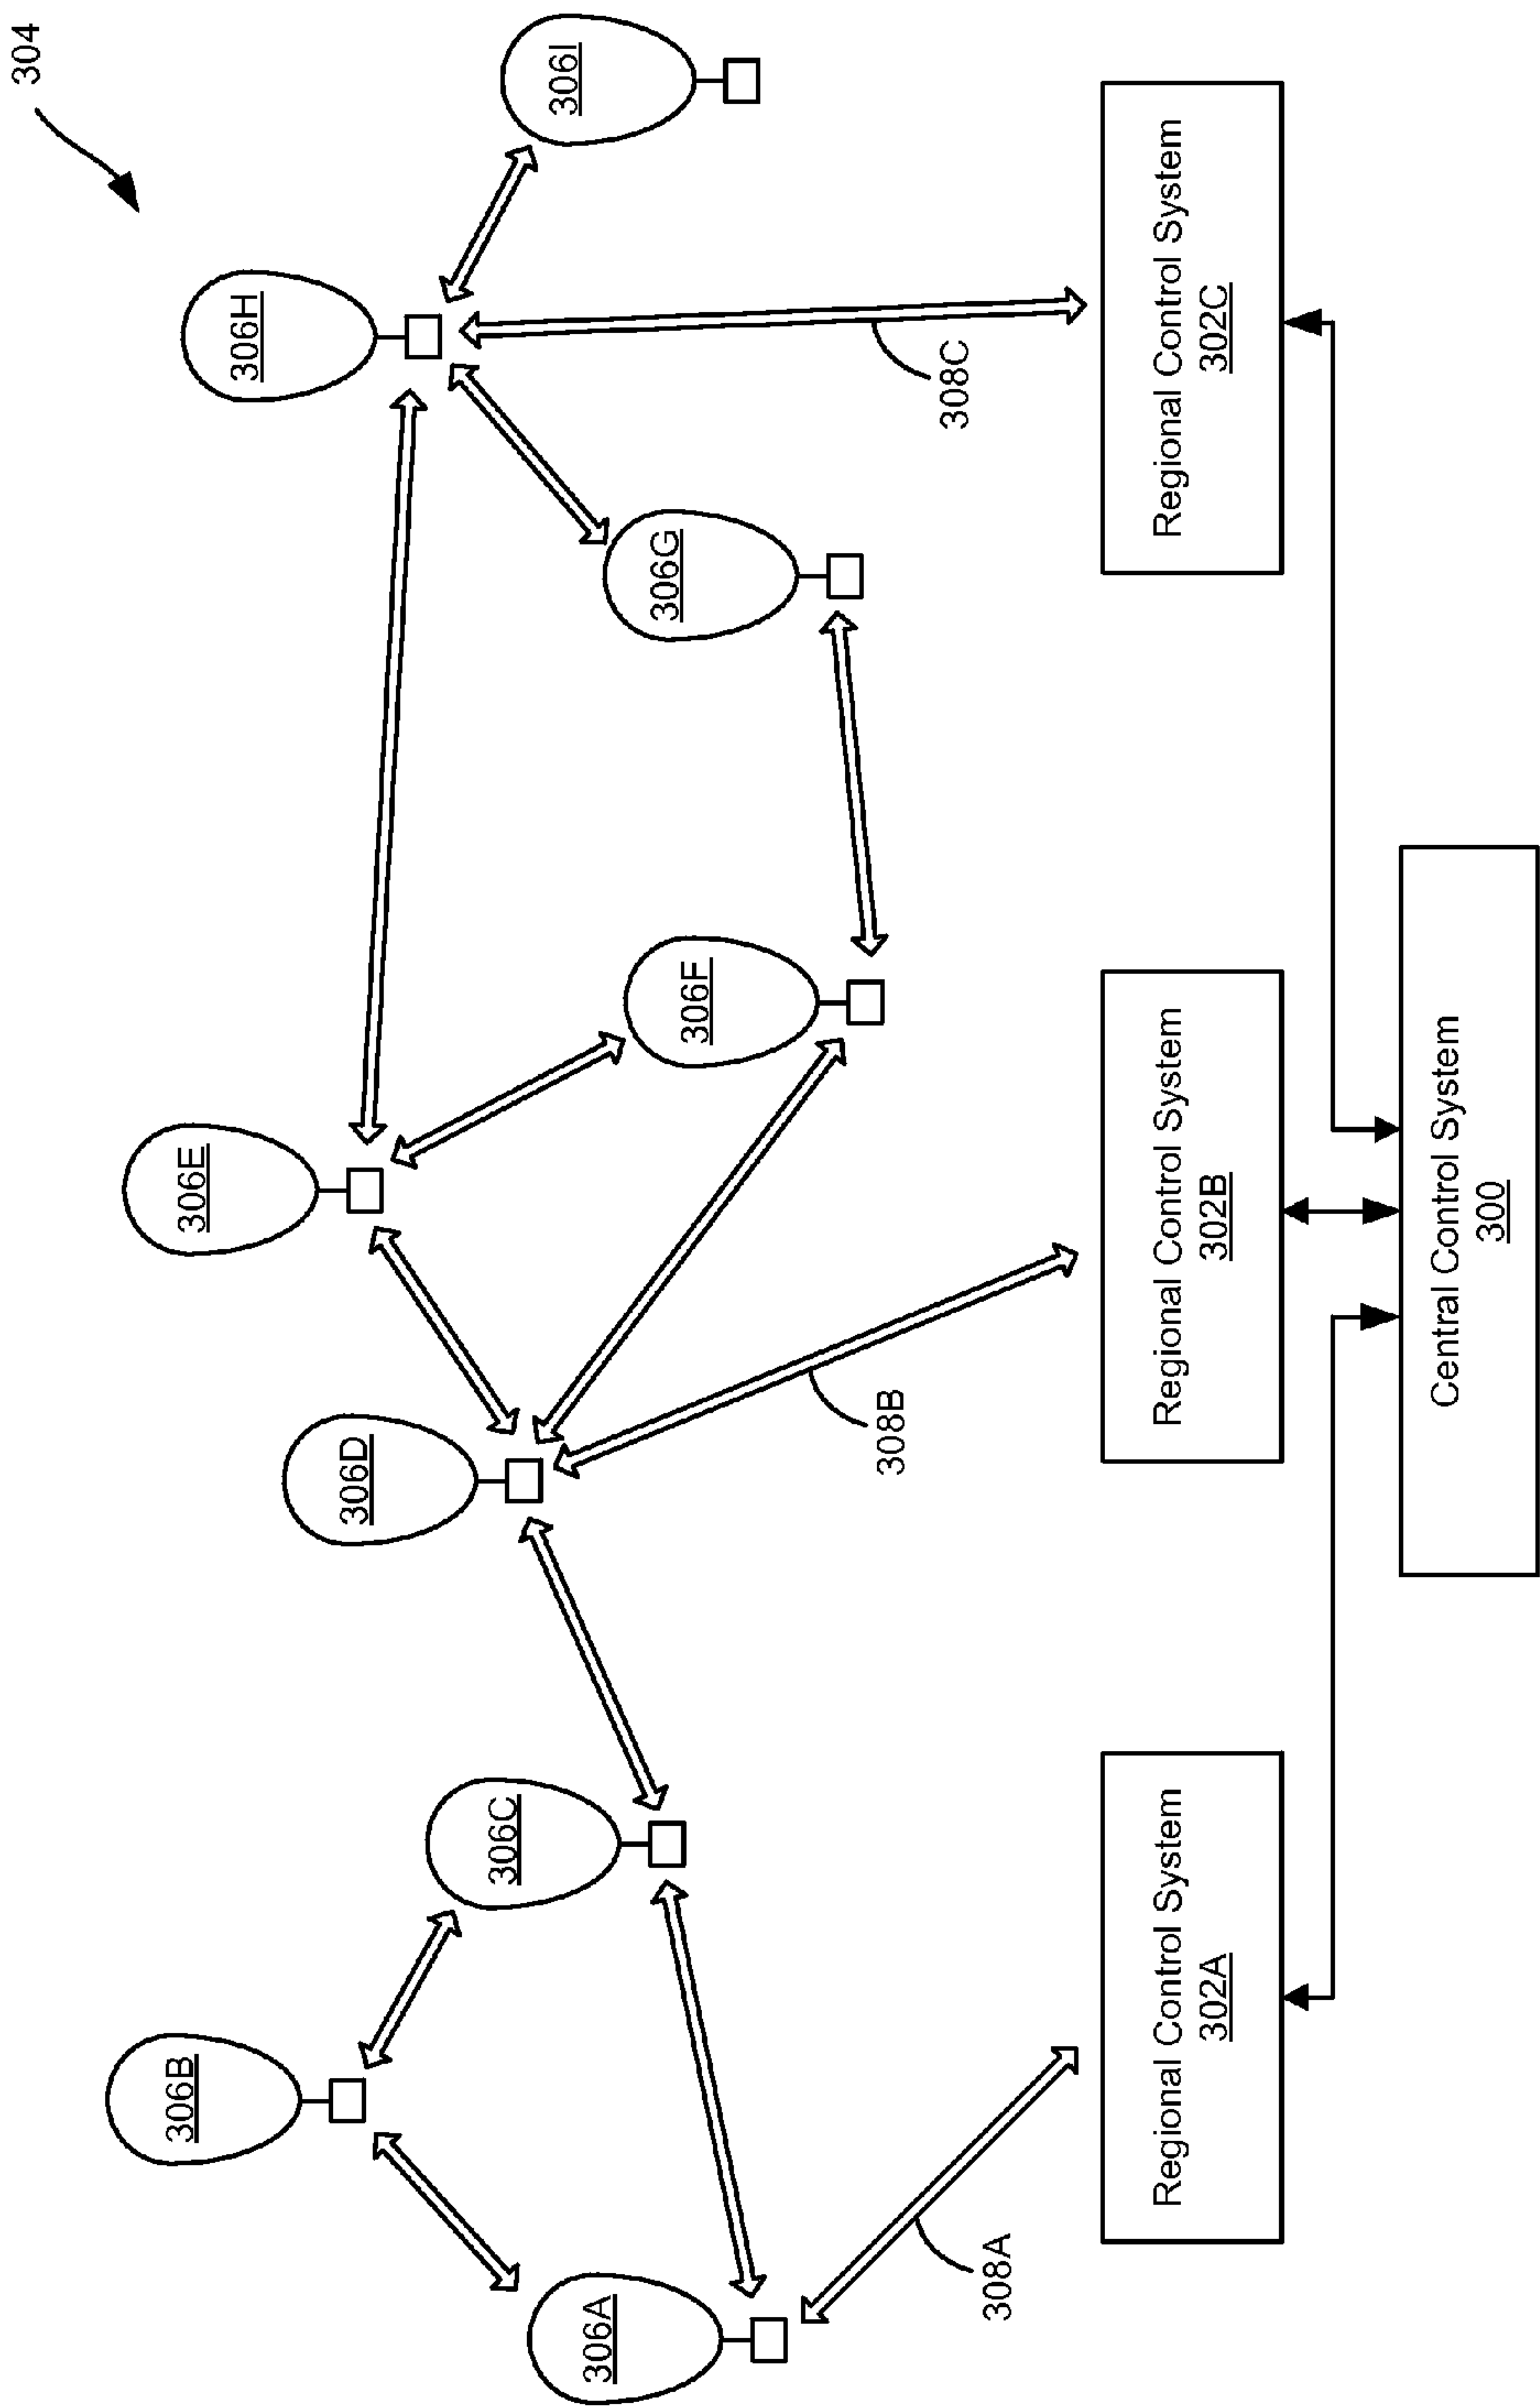 304
306B
306E
306H
306D
306C
306I
306A
306F
306G
308A
308B
308C
Regional Control System
302A
Regional Control System
302B
Regional Control System
302C
Central Control System
300